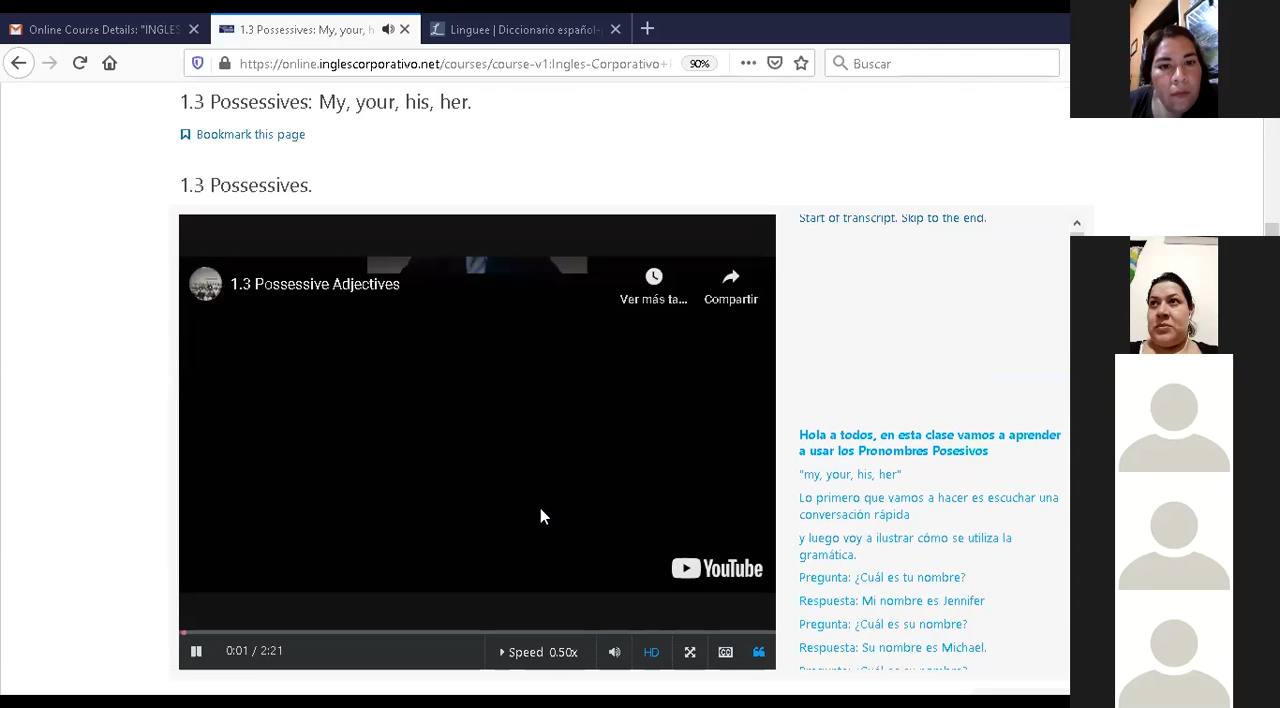 Online Course Details: "INGLES
1.3 Possessives: My, your, h
Linguee | Diccionario español-
https://online.inglescorporativo.net/courses/course-v1:Ingles-Corporativo+
90%
Buscar
1.3 Possessives: My, your, his, her.
Bookmark this page
1.3 Possessives.
Start of transcript. Skip to the end.
1.3 Possessive Adjectives
Ver más ta...
Compartir
Hola a todos, en esta clase vamos a aprender
a usar los Pronombres Posesivos
"my, your, his, her"
Lo primero que vamos a hacer es escuchar una
conversación rápida
y luego voy a ilustrar cómo se utiliza la
gramática.
Pregunta: ¿Cuál es tu nombre?
Respuesta: Mi nombre es Jennifer
Pregunta: ¿Cuál es su nombre?
Respuesta: Su nombre es Michael.
Pregunta: ¿Cuál es su nombre?
YouTube
0:01 / 2:21
Speed 0.50x
HD